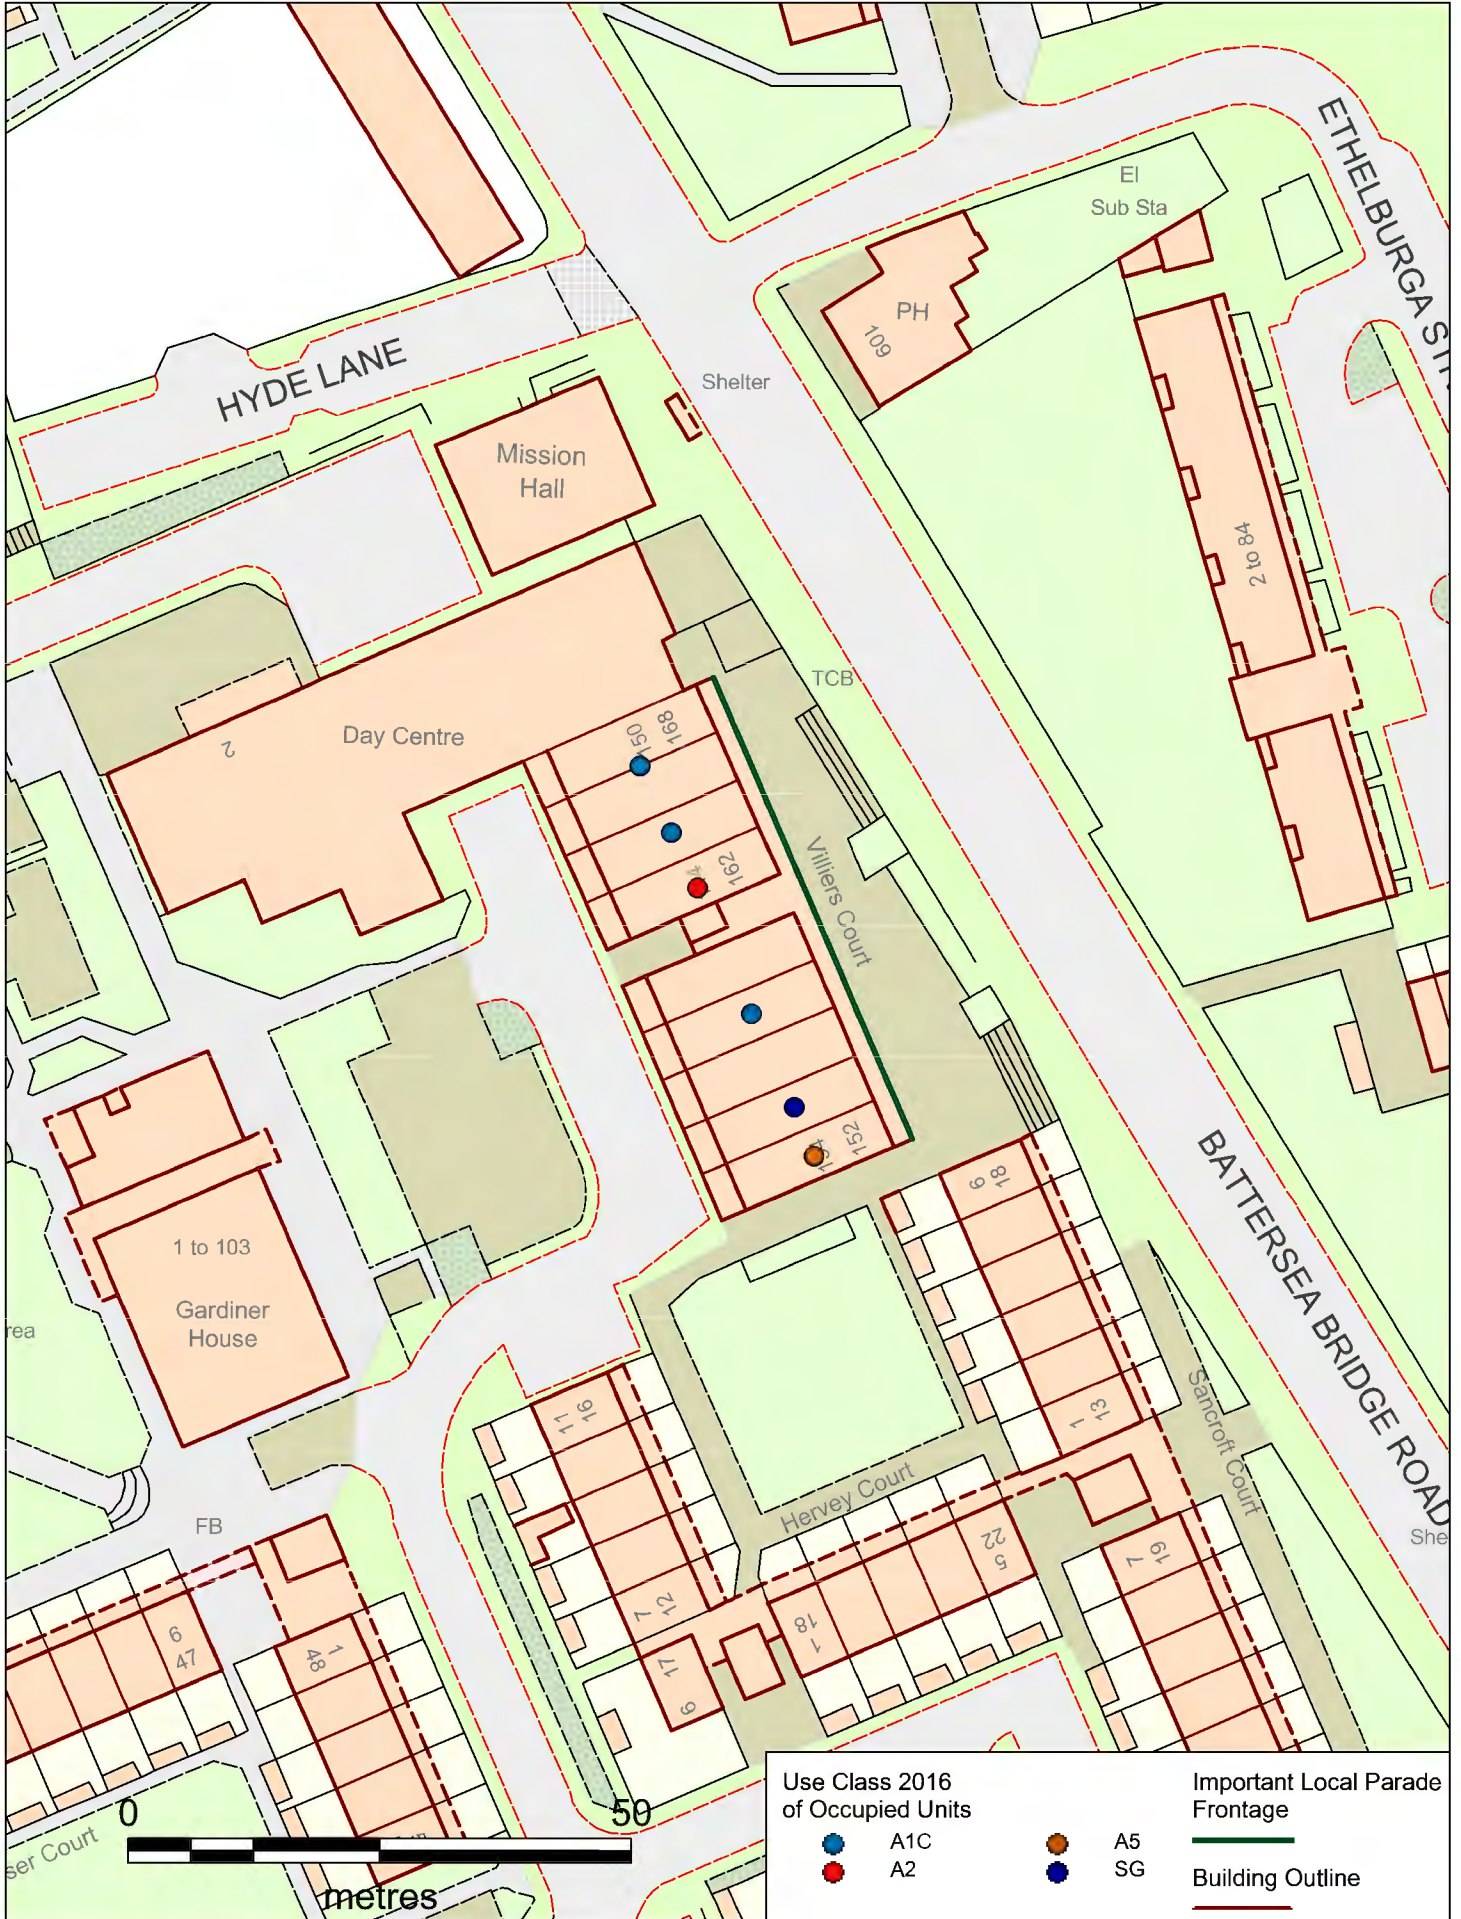 ETHELBURGA
El
Sub Sta
PH
109
HYDE LANE
Shelter
Mission
Hall
2 to 84
TCB
Day Centre
2
150
168
162
Villiers Court
152
6
18
1 to 103
Gardiner
House
rea
BATTERSEA BRIDGE ROAD
Sancroft Court
11
16
1
13
Hervey Court
FB
She
22
5
7
19
7
12
18
1
6
47
48
1
17
6
ser Court
0
50
metres
Use Class 2016
of Occupied Units
A1C
A2
A5
SG
Important Local Parade
Frontage
Building Outline